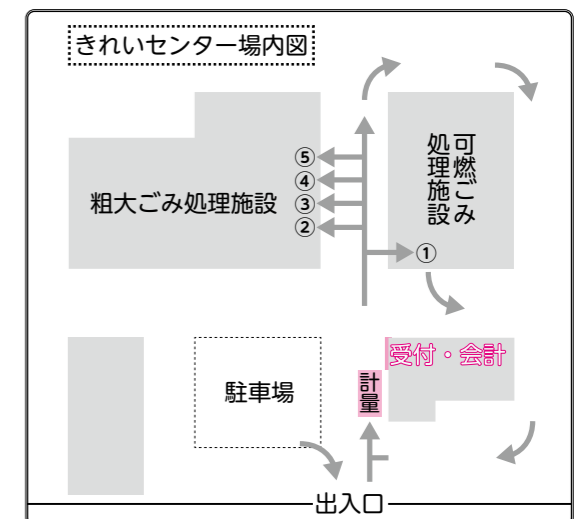 きれいセンター場内図
可燃ごみ
処理施設
⑤
④
粗大ごみ処理施設 ③
②
①
受付・会計
駐車場
計量
出入口